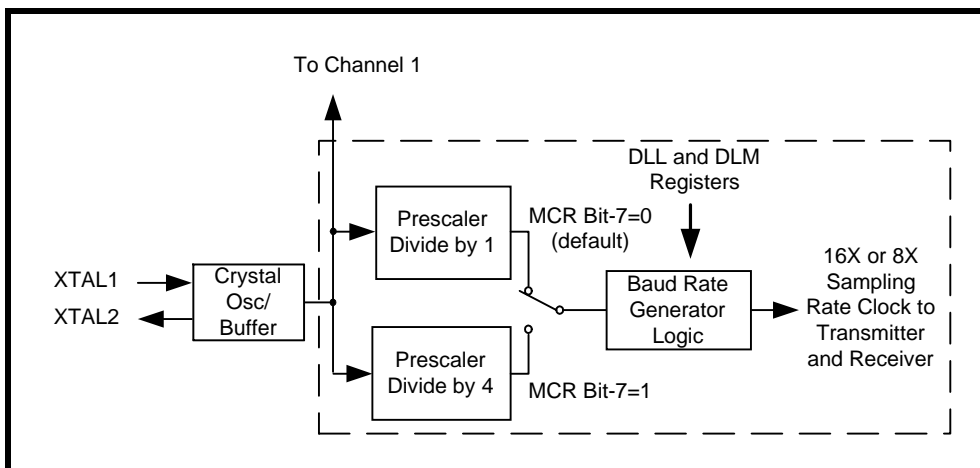 To Channel 1
DLL and DLM
Registers
Prescaler
Divide by 1
MCR Bit-7=0
(default)
XTAL1
XTAL2
Crystal
Osc/
Buffer
Baud Rate
Generator
Logic
16X or 8X
Sampling
Rate Clock to
Transmitter
and Receiver
Prescaler
Divide by 4
MCR Bit-7=1